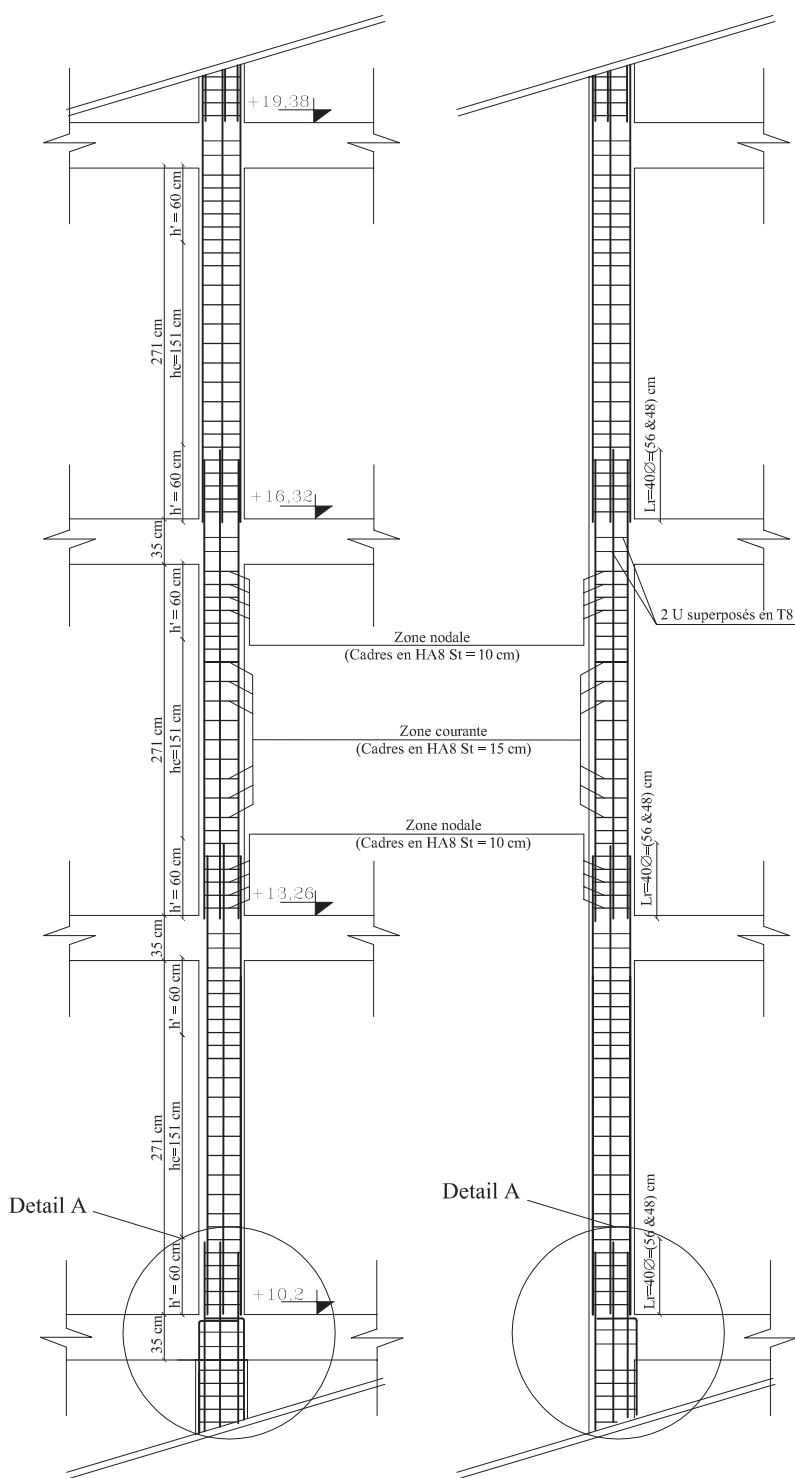 +19,38
h' = 60 cm
271 cm
hc=151 cm
h' = 60 cm
Lr=40Ø=(56 &48) cm
+16,32
35 cm
h' = 60 cm
2 U superposés en T8
Zone nodale
(Cadres en HA8 St = 10 cm)
271 cm
hc=151 cm
Zone courante
(Cadres en HA8 St = 15 cm)
Zone nodale
(Cadres en HA8 St = 10 cm)
h' = 60 cm
Lr=40Ø=(56 &48) cm
+13,26
35 cm
h' = 60 cm
271 cm
hc=151 cm
Detail A
Detail A
h' = 60 cm
Lr=40Ø=(56 &48) cm
+10,2
35 cm